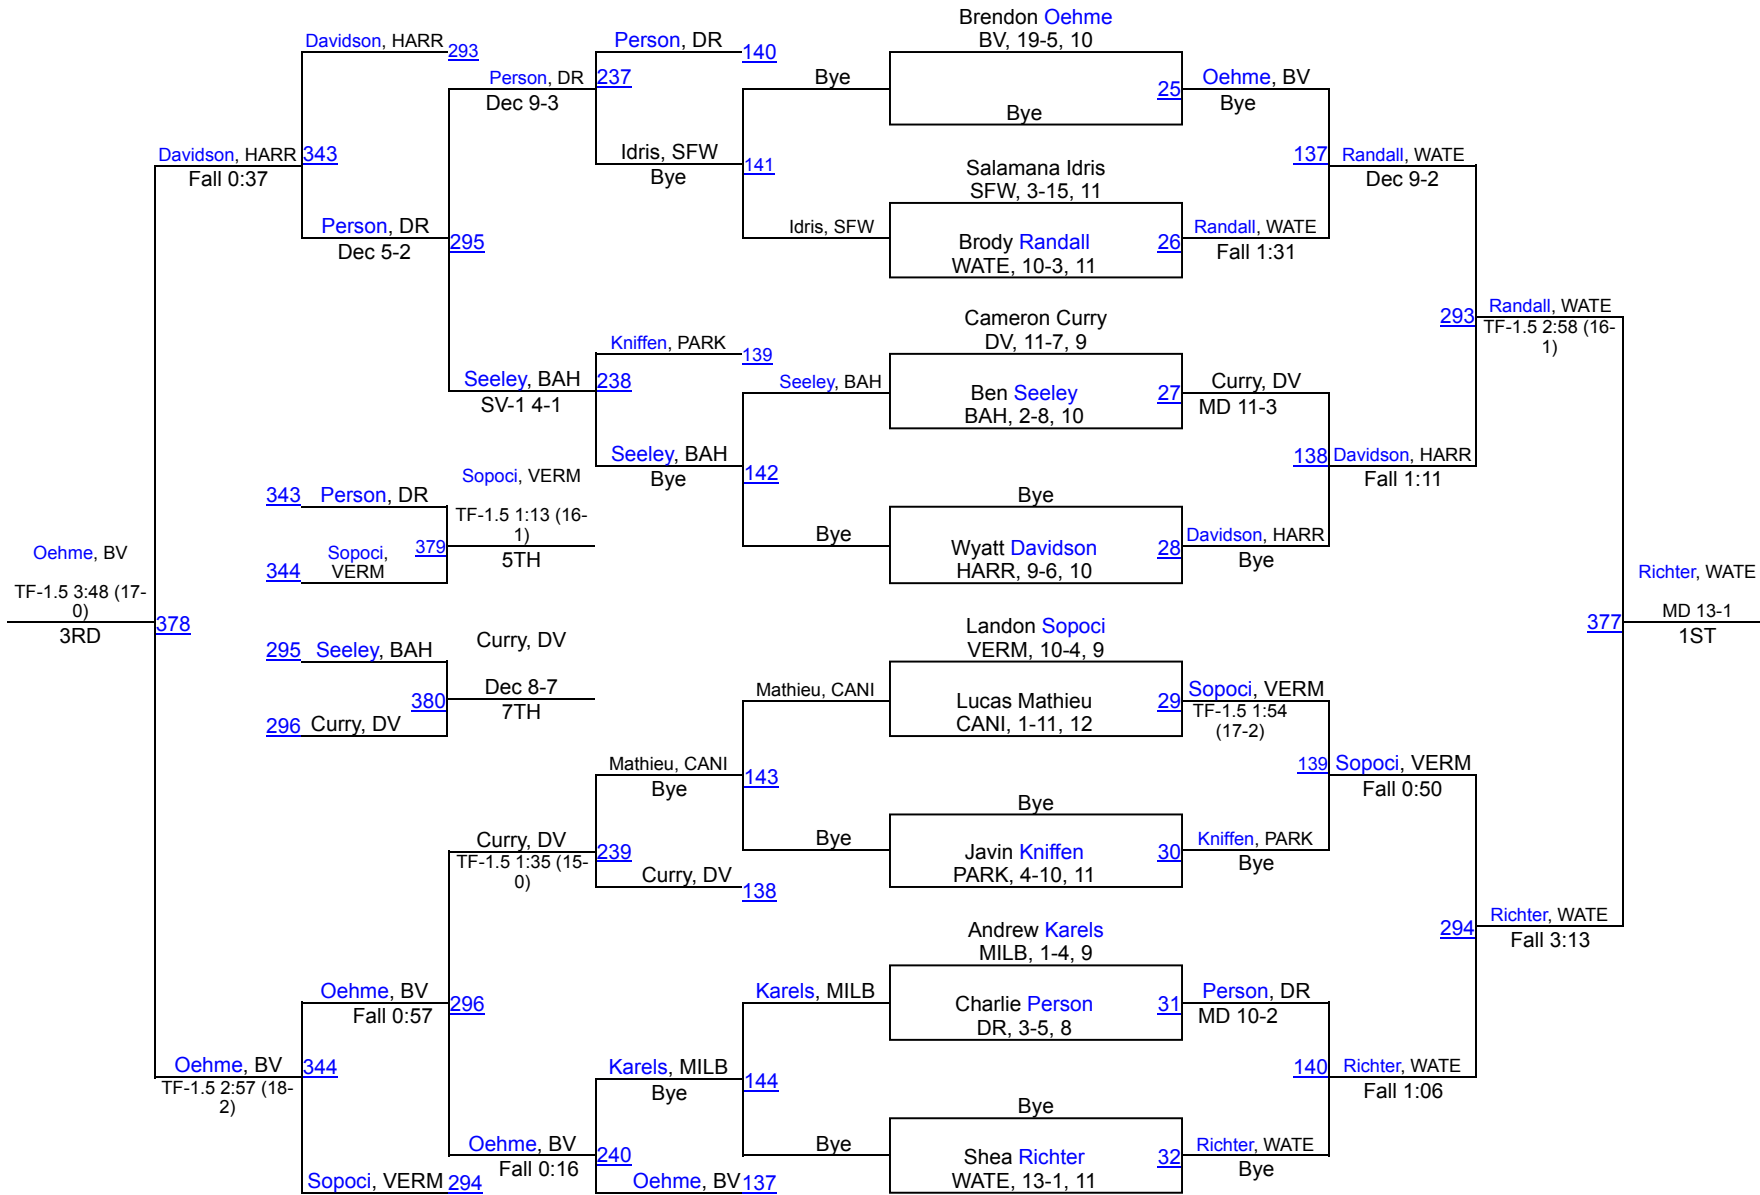 Brendon Oehme
BV, 19-5, 10
Davidson, HARR 293
Person, DR 140
Person, DR 237
Dec 9-3
Bye
25 Oehme, BV
Bye
Bye
Davidson, HARR 343
Fall 0:37
Idris, SFW
Bye
141
Salamana Idris
SFW, 3-15, 11
137 Randall, WATE
Dec 9-2
Person, DR
Dec 5-2
295
Idris, SFW
Brody Randall
WATE, 10-3, 11
26 Randall, WATE
Fall 1:31
Cameron Curry
DV, 11-7, 9
293 Randall, WATE
TF-1.5 2:58 (16-
1)
Kniffen, PARK 139
Seeley, BAH 238
SV-1 4-1
Seeley, BAH
Ben Seeley
BAH, 2-8, 10
27 Curry, DV
MD 11-3
Seeley, BAH
Bye
142
138 Davidson, HARR
Fall 1:11
Sopoci, VERM
343 Person, DR
TF-1.5 1:13 (16-
1)
5TH
379
344 Sopoci,
VERM
Bye
Bye
Wyatt Davidson
HARR, 9-6, 10
28 Davidson, HARR
Bye
Oehme, BV
TF-1.5 3:48 (17-
0)
3RD
378
Richter, WATE
377 MD 13-1
1ST
295 Seeley, BAH
Curry, DV
380 Dec 8-7
7TH
296 Curry, DV
Landon Sopoci
VERM, 10-4, 9
Mathieu, CANI
Lucas Mathieu
CANI, 1-11, 12
29 Sopoci, VERM
TF-1.5 1:54
(17-2)
Mathieu, CANI
Bye
143
139 Sopoci, VERM
Fall 0:50
Bye
Curry, DV
TF-1.5 1:35 (15-
0)
239
Bye
Javin Kniffen
PARK, 4-10, 11
30 Kniffen, PARK
Bye
Curry, DV 138
Andrew Karels
MILB, 1-4, 9
294 Richter, WATE
Fall 3:13
Oehme, BV
Fall 0:57
296
Karels, MILB
Charlie Person
DR, 3-5, 8
31 Person, DR
MD 10-2
Oehme, BV 344
TF-1.5 2:57 (18-
2)
Karels, MILB
Bye
144
140 Richter, WATE
Fall 1:06
Bye
Oehme, BV
Fall 0:16
240
Bye
Shea Richter
WATE, 13-1, 11
32 Richter, WATE
Bye
Sopoci, VERM 294
Oehme, BV 137